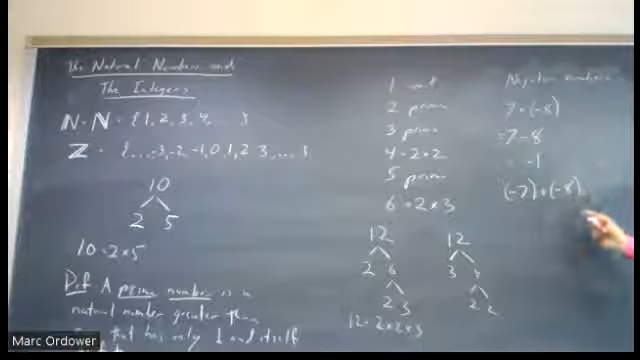 The Natural Numbers and
The Integers
N = N = {1, 2, 3, 4, ... }
Z = {..., -3, -2, -1, 0, 1, 2, 3, ...}
10
2 5
10 = 2 × 5
Def A prime number is a
natural number greater than
that has only 1 and itself
1 unit
2 prime
3 prime
4 = 2 × 2
5 prime
6 = 2 × 3
12
2 6
2 3
12 = 2 × 2 × 3
12
3 4
2 2
Negative numbers
7 + (-8)
= 7 - 8
= -1
(-7) + (-8)
Marc Ordower